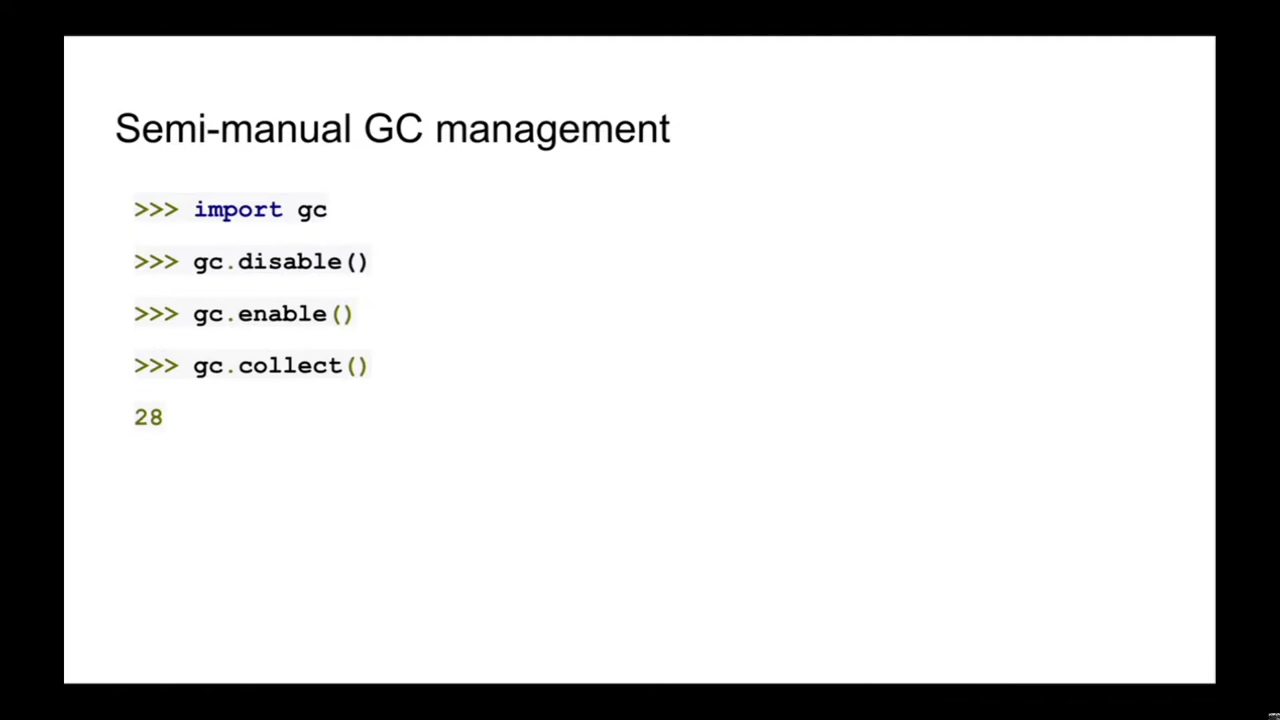 Semi-manual GC management
>>> import gc
>>> gc.disable()
>>> gc.enable()
>>> gc.collect()
28